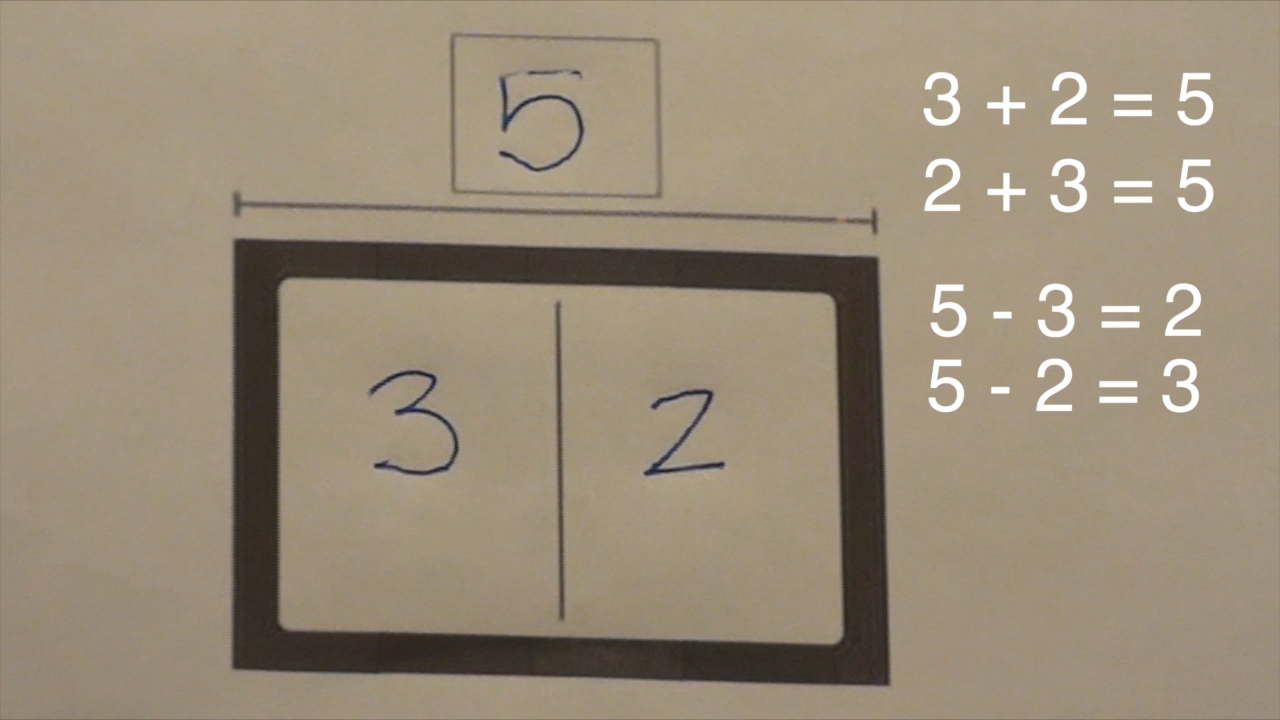 5
3 2
3 + 2 = 5
2 + 3 = 5
5 - 3 = 2
5 - 2 = 3